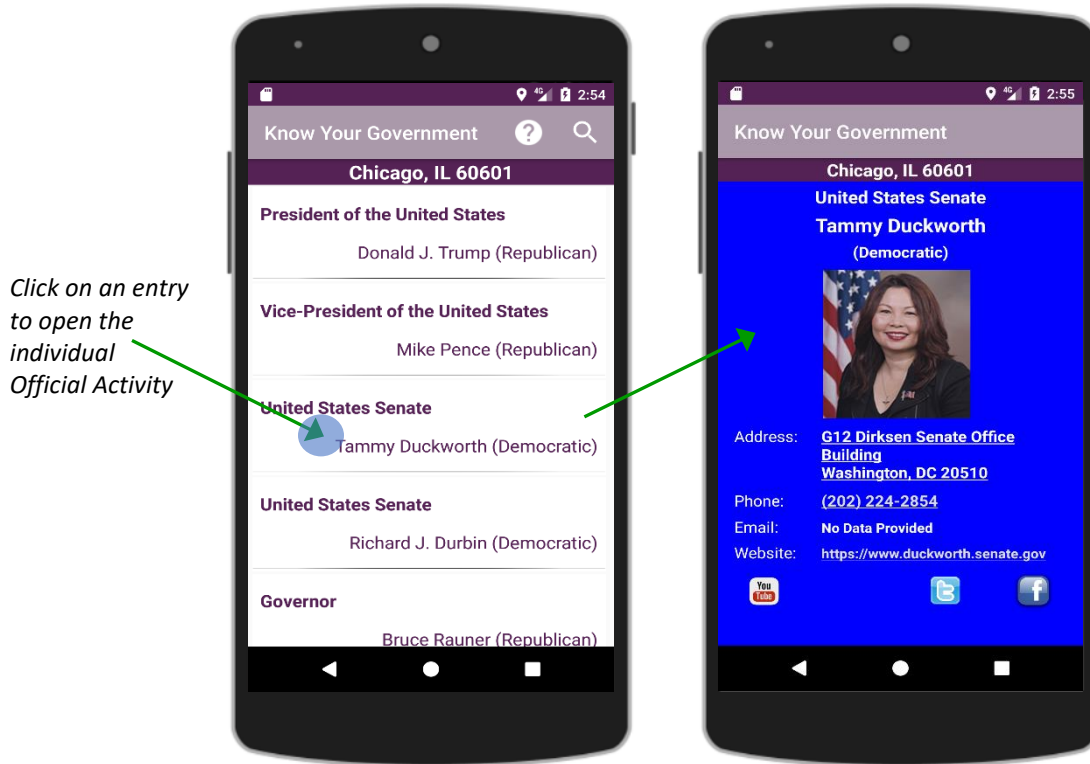 Click on an entry
to open the
individual
Official Activity
4G 2:54
Know Your Government ?
Chicago, IL 60601
President of the United States
Donald J. Trump (Republican)
Vice-President of the United States
Mike Pence (Republican)
United States Senate
Tammy Duckworth (Democratic)
United States Senate
Richard J. Durbin (Democratic)
Governor
Bruce Rauner (Republican)
4G 2:55
Know Your Government
Chicago, IL 60601
United States Senate
Tammy Duckworth
(Democratic)
Address: G12 Dirksen Senate Office
Building
Washington, DC 20510
Phone: (202) 224-2854
Email: No Data Provided
Website: https://www.duckworth.senate.gov
You
Tube
t f